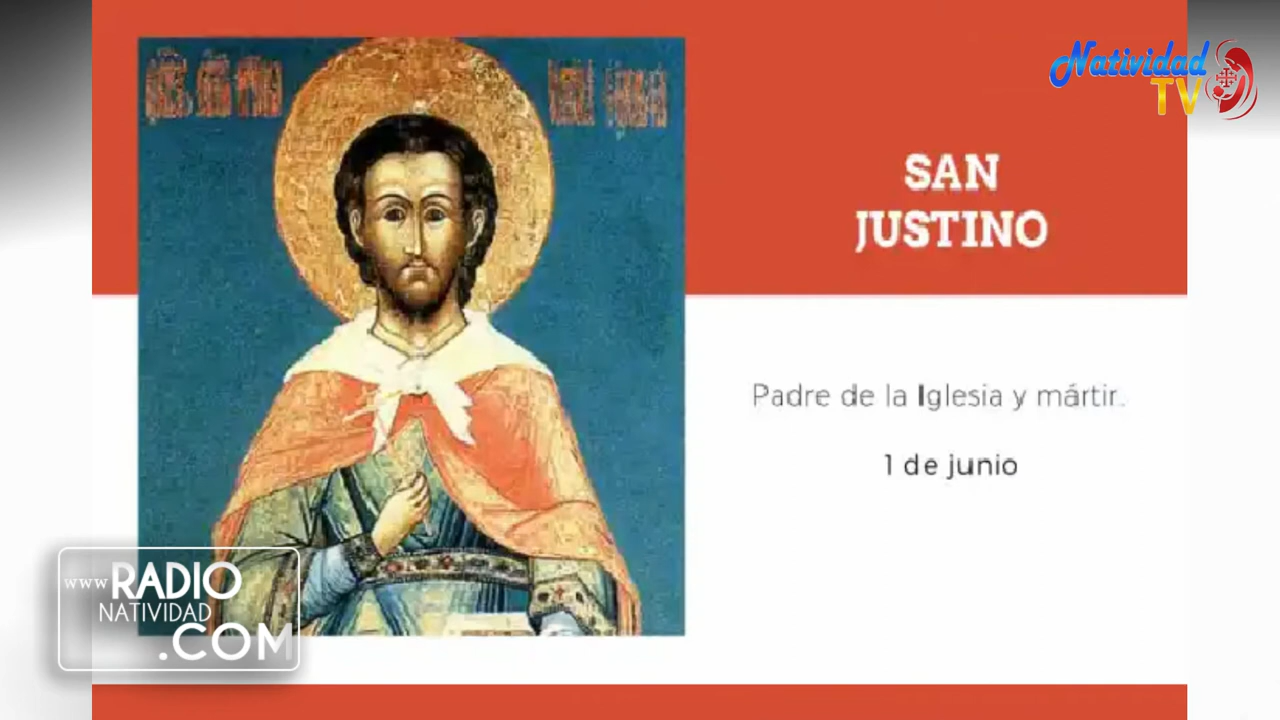 Natividad
TV
SAN
JUSTINO
Padre de la Iglesia y mártir.
1 de junio
www RADIO
NATIVIDAD
.COM